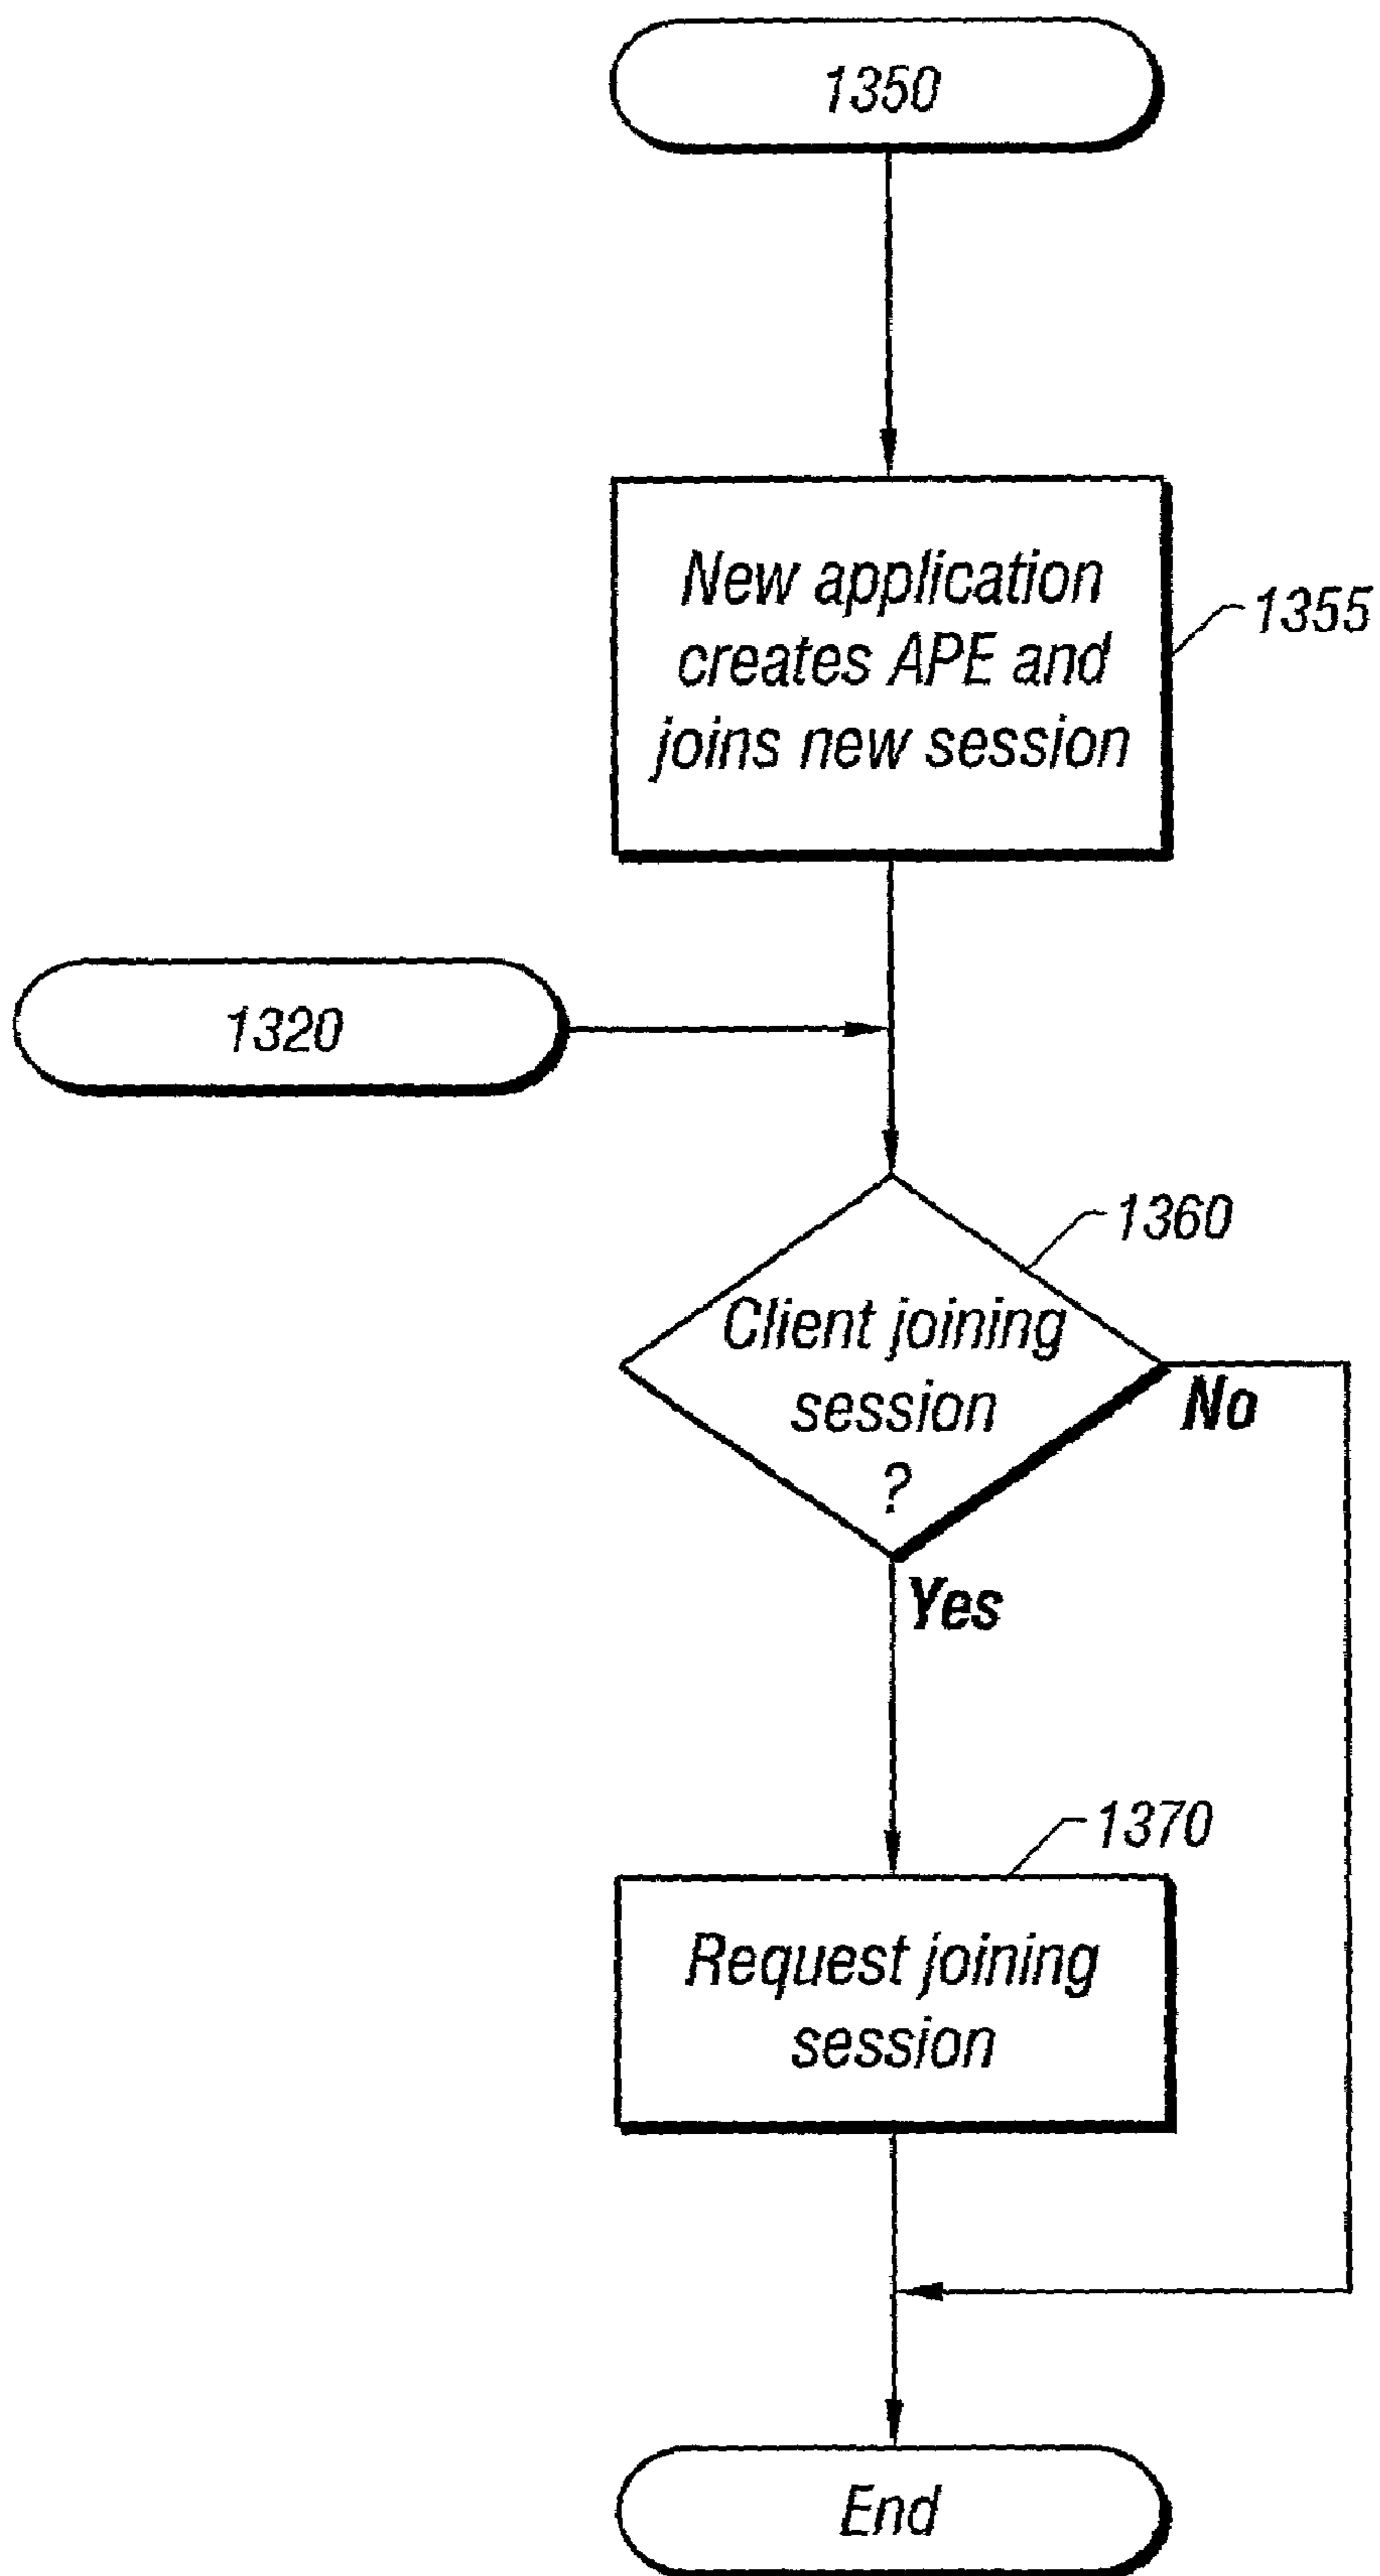 1350
New application
creates APE and
joins new session
1355
1320
1360
Client joining
session
?
No
Yes
1370
Request joining
session
End